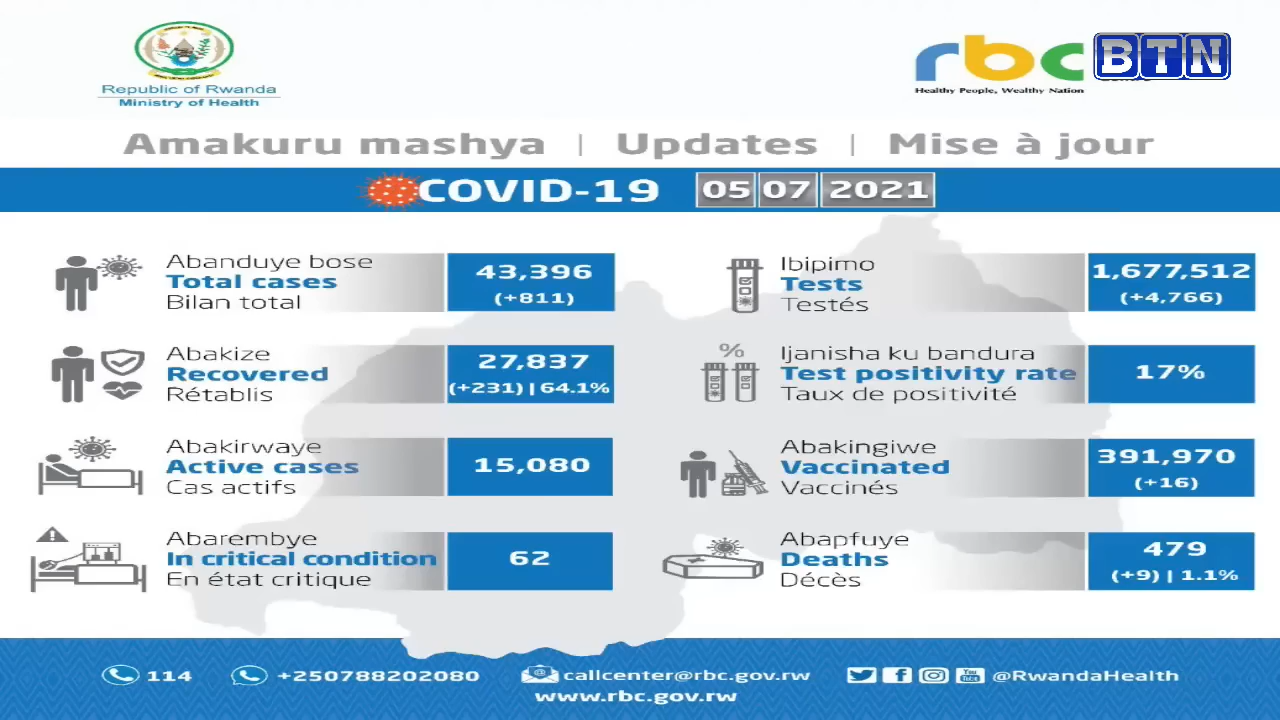 Republic of Rwanda
Ministry of Health
rbc
BTN
Healthy People, Wealthy Nation
Amakuru mashya | Updates | Mise à jour
COVID-19 05 07 2021
Abanduye bose
Total cases
Bilan total
43,396
(+811)
Ibipimo
Tests
Testés
1,677,512
(+4,766)
Abakize
Recovered
Rétablis
27,837
(+231) | 64.1%
%
Ijanisha ku bandura
Test positivity rate
Taux de positivité
17%
Abakirwaye
Active cases
Cas actifs
15,080
Abakingiwe
Vaccinated
Vaccinés
391,970
(+16)
Abarembye
In critical condition
En état critique
62
Abapfuye
Deaths
Décès
479
(+9) | 1.1%
114 +250788202080 callcenter@rbc.gov.rw @RwandaHealth
www.rbc.gov.rw